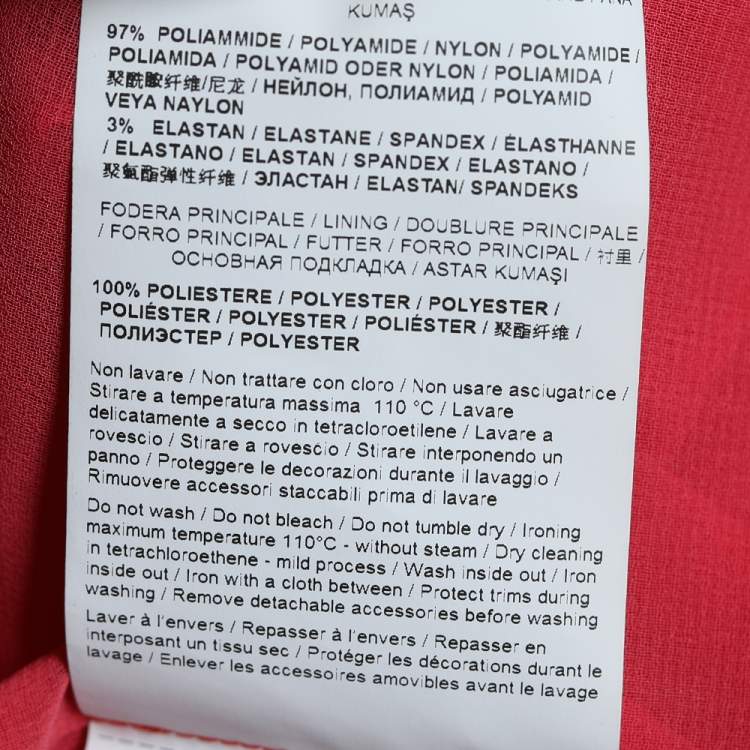 KUMAŞ
97% POLIAMMIDE / POLYAMIDE / NYLON / POLYAMIDE /
POLIAMIDA / POLYAMID ODER NYLON / POLIAMIDA /
聚酰胺纤维/尼龙 / НЕЙЛОН, ПОЛИАМИД / POLYAMID
VEYA NAYLON
3% ELASTAN / ELASTANE / SPANDEX / ÉLASTHANNE
/ ELASTANO / ELASTAN / SPANDEX / ELASTANO /
聚氨酯弹性纤维 / ЭЛАСТАН / ELASTAN/ SPANDEKS
FODERA PRINCIPALE / LINING / DOUBLURE PRINCIPALE
/ FORRO PRINCIPAL / FUTTER / FORRO PRINCIPAL / 衬里 /
ОСНОВНАЯ ПОДКЛАДКА / ASTAR KUMAŞI
100% POLIESTERE / POLYESTER / POLYESTER /
POLIÉSTER / POLYESTER / POLIÉSTER / 聚酯纤维 /
ПОЛИЭСТЕР / POLYESTER
Non lavare / Non trattare con cloro / Non usare asciugatrice /
Stirare a temperatura massima 110 °C / Lavare
delicatamente a secco in tetracloroetilene / Lavare a
rovescio / Stirare a rovescio / Stirare interponendo un
panno / Proteggere le decorazioni durante il lavaggio /
Rimuovere accessori staccabili prima di lavare
Do not wash / Do not bleach / Do not tumble dry / Ironing
maximum temperature 110°C - without steam / Dry cleaning
in tetrachloroethene - mild process / Wash inside out / Iron
inside out / Iron with a cloth between / Protect trims during
washing / Remove detachable accessories before washing
Laver à l'envers / Repasser à l'envers / Repasser en
interposant un tissu sec / Protéger les décorations durant le
lavage / Enlever les accessoires amovibles avant le lavage